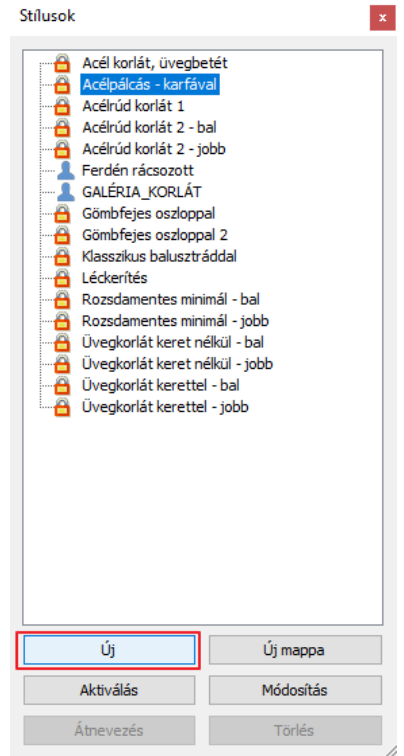 Stílusok
x
Acél korlát, üvegbetét
Acélpálcás - karfával
Acélrúd korlát 1
Acélrúd korlát 2 - bal
Acélrúd korlát 2 - jobb
Ferdén rácsozott
GALÉRIA_KORLÁT
Gömbfejes oszloppal
Gömbfejes oszloppal 2
Klasszikus balusztráddal
Léckerítés
Rozsdamentes minimál - bal
Rozsdamentes minimál - jobb
Üvegkorlát keret nélkül - bal
Üvegkorlát keret nélkül - jobb
Üvegkorlát kerettel - bal
Üvegkorlát kerettel - jobb
Új Új mappa
Aktiválás Módosítás
Átnevezés Törlés